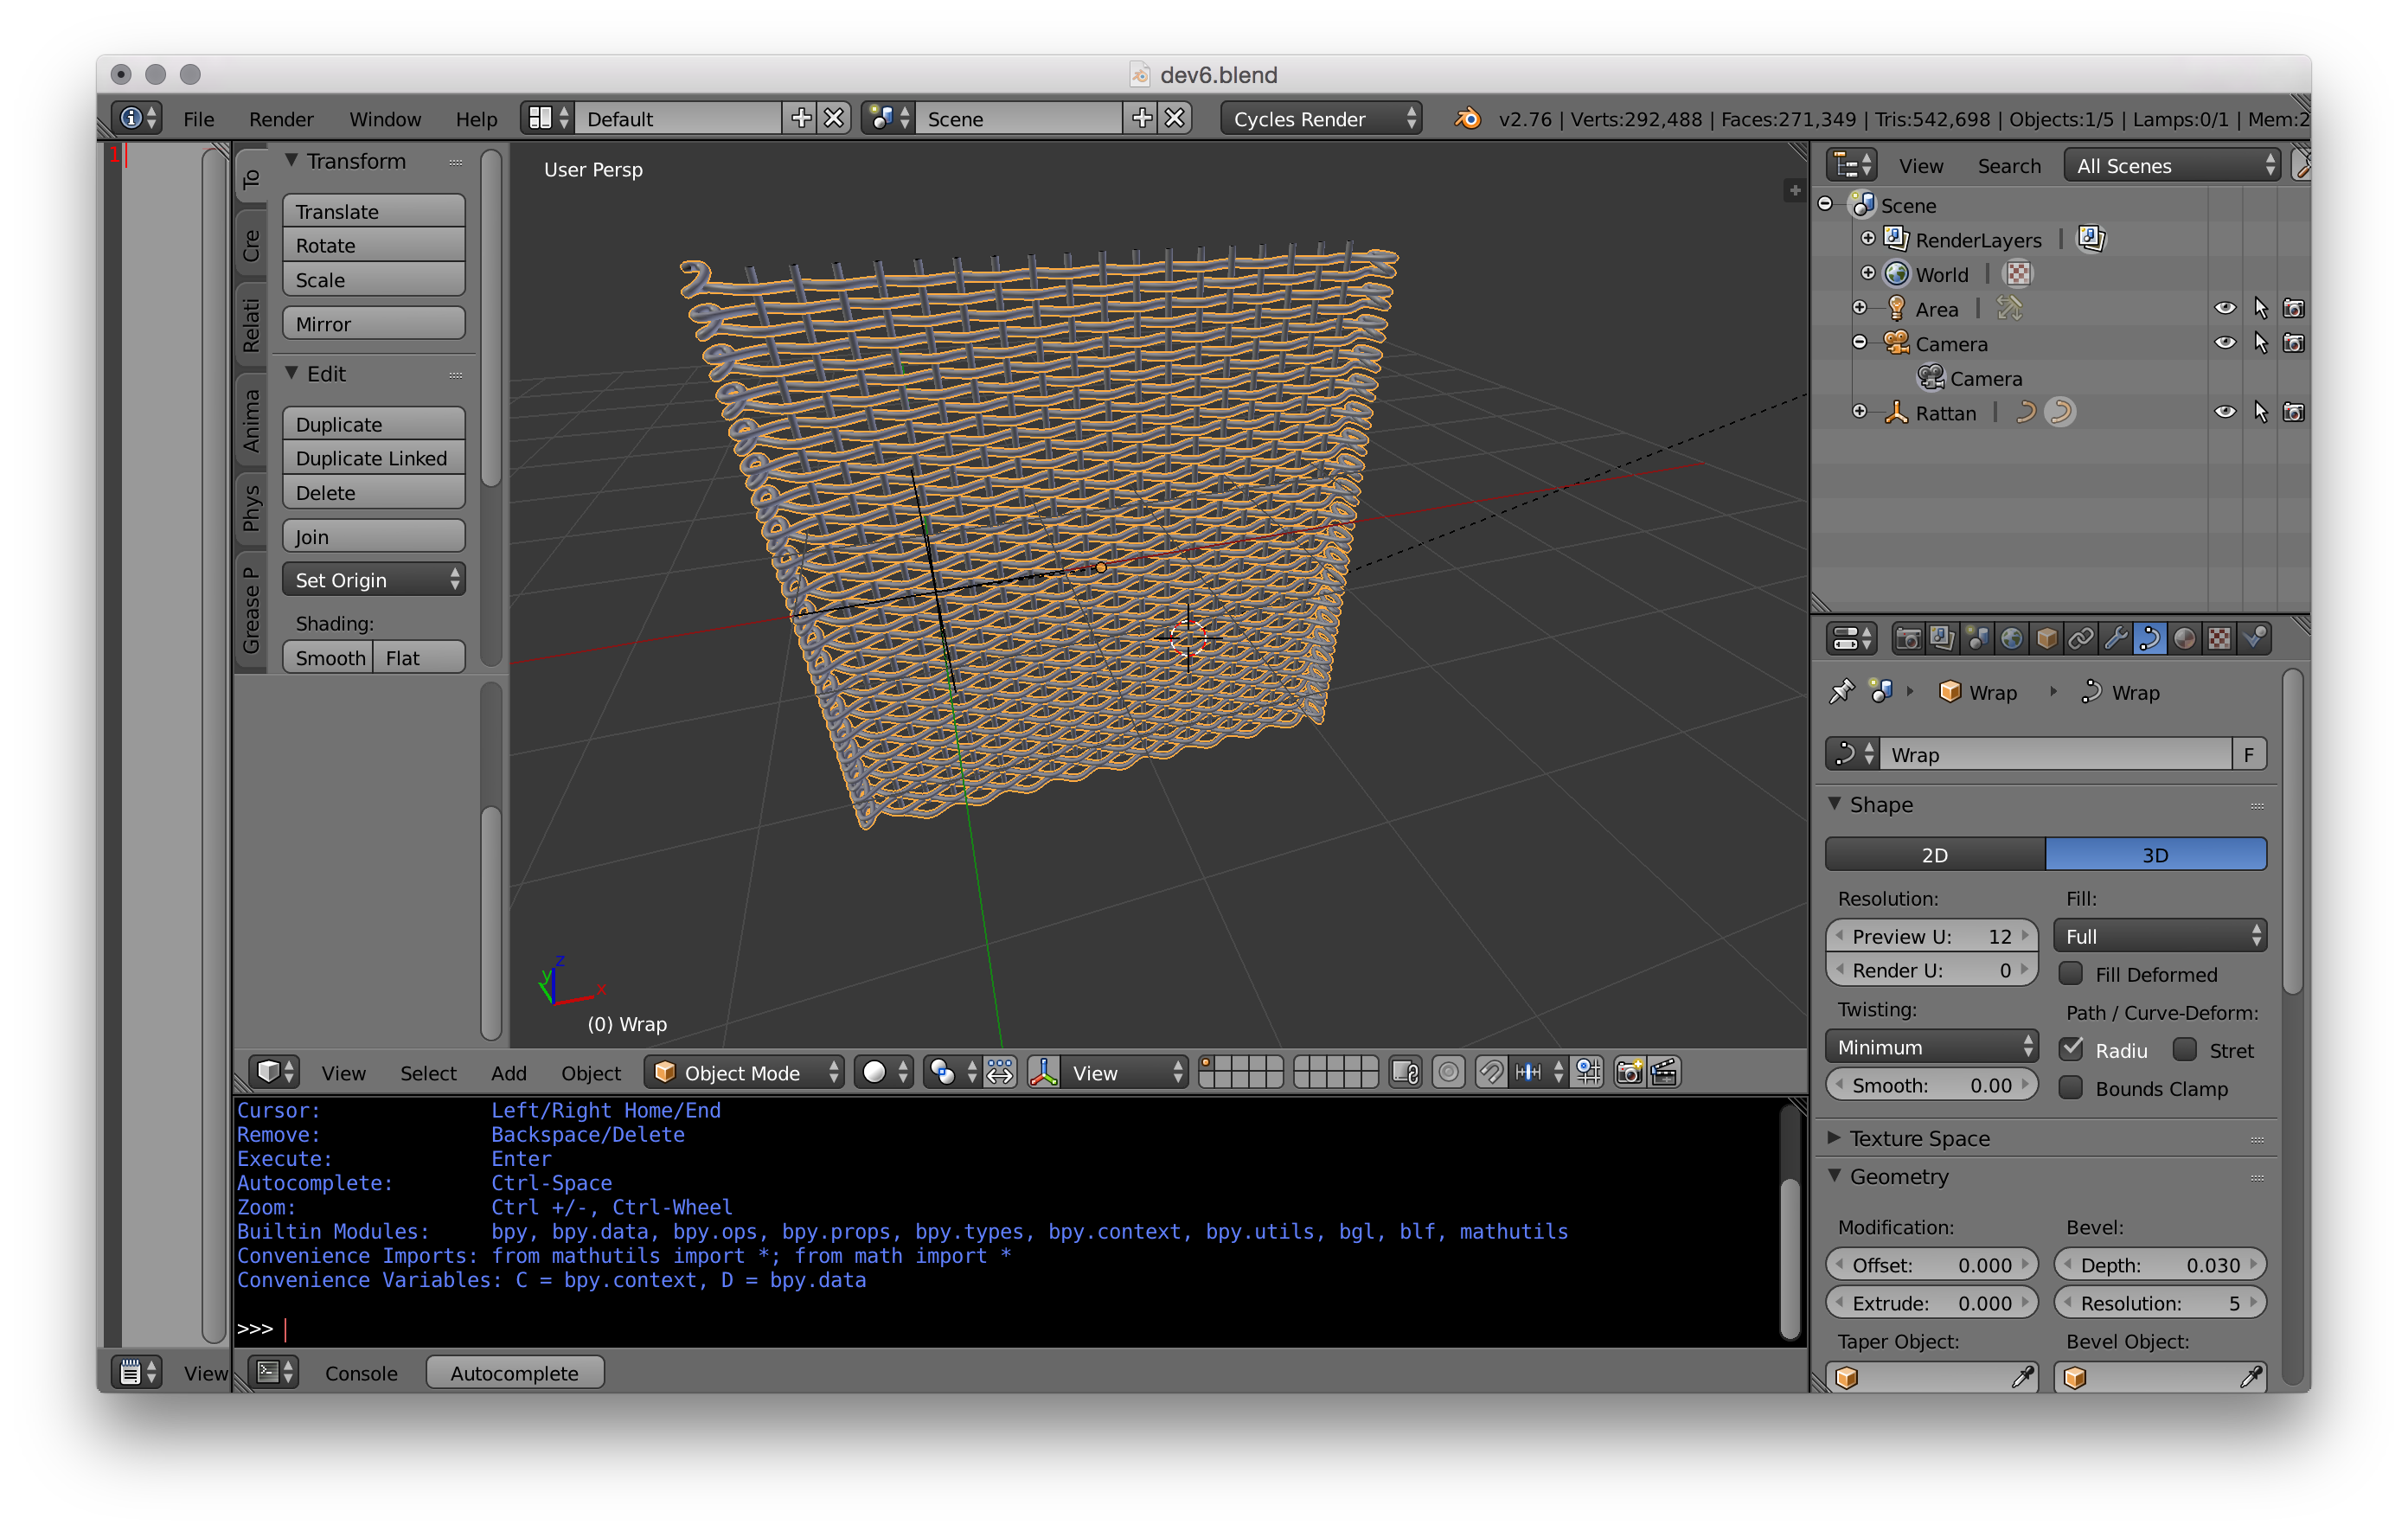 dev6.blend
File Render Window Help Default Scene Cycles Render v2.76 | Verts:292,488 | Faces:271,349 | Tris:542,698 | Objects:1/5 | Lamps:0/1 | Mem:2
1
To
Cre
Relati
Anima
Phys
Grease P
Transform
Translate
Rotate
Scale
Mirror
Edit
Duplicate
Duplicate Linked
Delete
Join
Set Origin
Shading:
Smooth Flat
User Persp
z
y
x
(0) Wrap
View Select Add Object Object Mode View
Cursor: Left/Right Home/End
Remove: Backspace/Delete
Execute: Enter
Autocomplete: Ctrl-Space
Zoom: Ctrl +/-, Ctrl-Wheel
Builtin Modules: bpy, bpy.data, bpy.ops, bpy.props, bpy.types, bpy.context, bpy.utils, bgl, blf, mathutils
Convenience Imports: from mathutils import *; from math import *
Convenience Variables: C = bpy.context, D = bpy.data
>>>
View Console Autocomplete
View Search All Scenes
Scene
RenderLayers |
World |
Area |
Camera
Camera
Rattan |
Wrap Wrap
Wrap F
Shape
2D 3D
Resolution: Fill:
Preview U: 12 Full
Render U: 0 Fill Deformed
Twisting: Path / Curve-Deform:
Minimum Radiu Stret
Smooth: 0.00 Bounds Clamp
Texture Space
Geometry
Modification: Bevel:
Offset: 0.000 Depth: 0.030
Extrude: 0.000 Resolution: 5
Taper Object: Bevel Object: